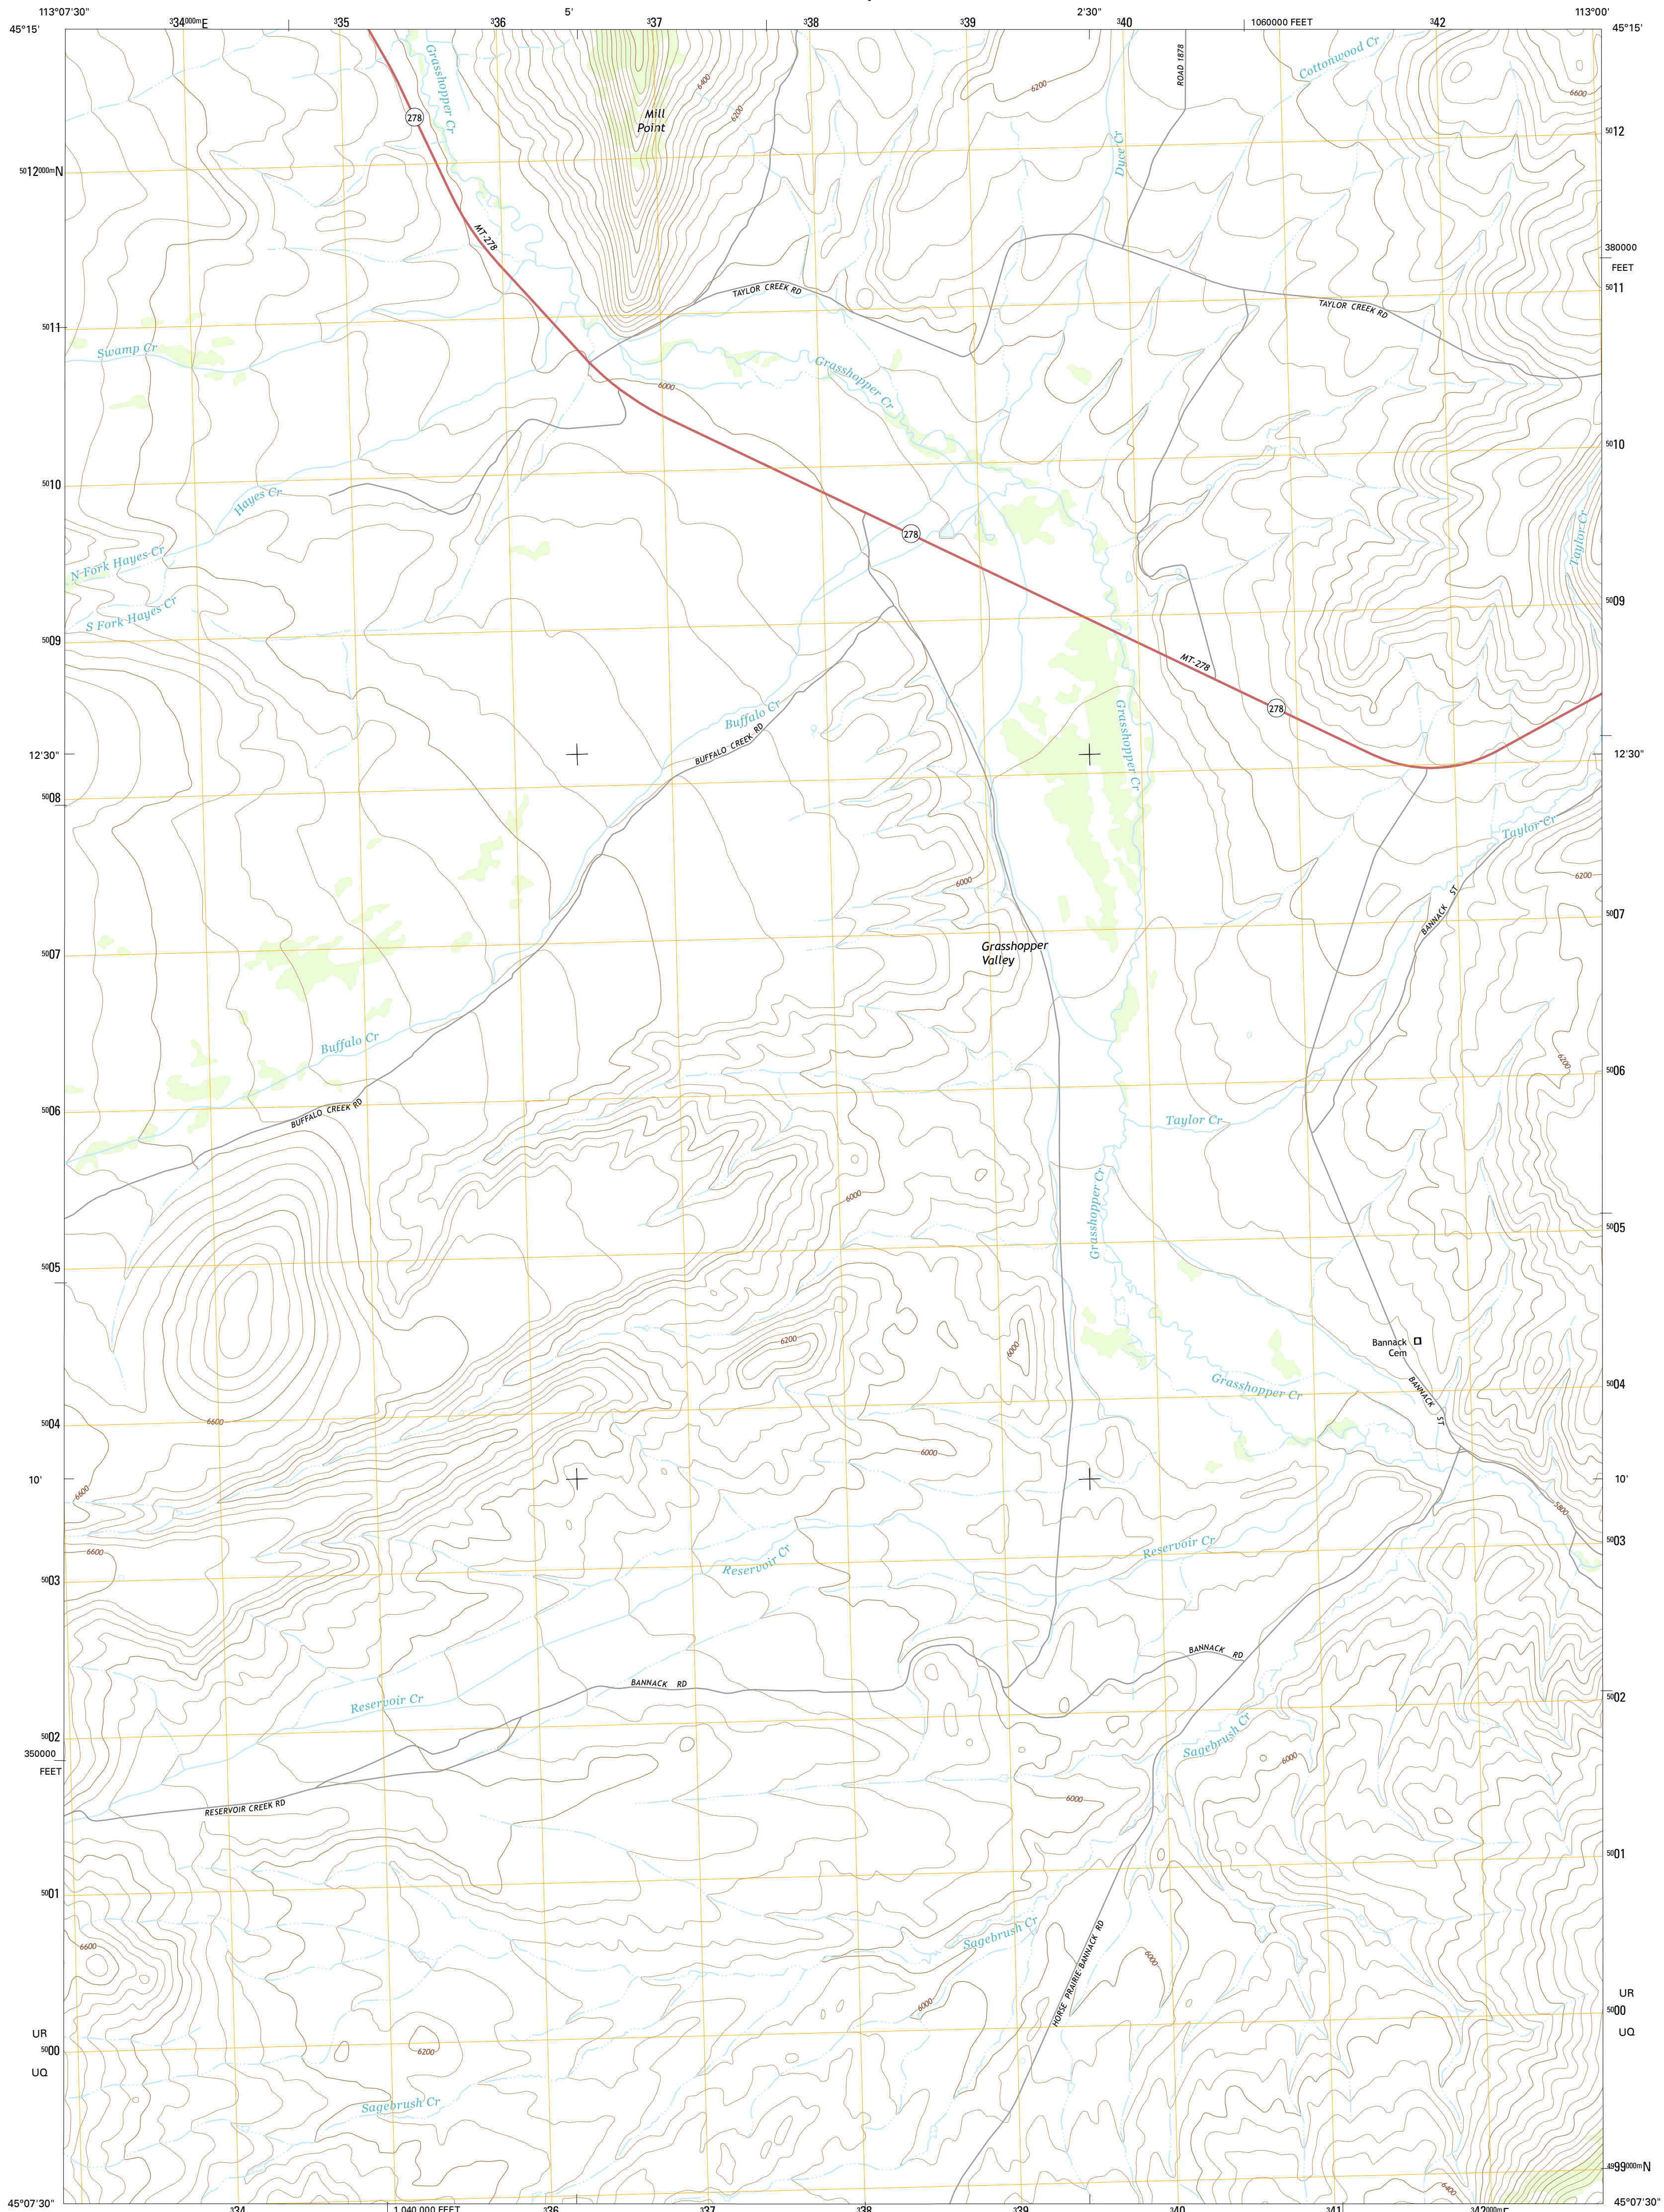 113°07'30"
³34⁰⁰⁰ᵐE
³35
³36
5'
³37
³38
³39
2'30"
³40
1060000 FEET
³42
113°00'
45°15'
45°15'
Grasshopper Cr
6400
6200
Mill
Point
6200
ROAD 1878
Cottonwood Cr
6600
278
Dyce Cr
⁵⁰12
⁵⁰12⁰⁰⁰ᵐN
MT-278
380000
FEET
TAYLOR CREEK RD
⁵⁰11
TAYLOR CREEK RD
⁵⁰11
Swamp Cr
Grasshopper Cr
6000
⁵⁰10
⁵⁰10
Hayes Cr
Taylor Cr
278
N Fork Hayes Cr
⁵⁰09
S Fork Hayes Cr
⁵⁰09
MT-278
278
Buffalo Cr
BUFFALO CREEK RD
Grasshopper Cr
12'30"
12'30"
⁵⁰08
Taylor Cr
6200
6000
BANNACK ST
⁵⁰07
Grasshopper
Valley
⁵⁰07
Buffalo Cr
6200
⁵⁰06
⁵⁰06
BUFFALO CREEK RD
Taylor Cr
6000
Grasshopper Cr
⁵⁰05
⁵⁰05
6200
6000
Bannack
Cem
Grasshopper Cr
BANNACK ST
⁵⁰04
6600
⁵⁰04
6000
10'
10'
6600
5800
6600
Reservoir Cr
Reservoir Cr
⁵⁰03
⁵⁰03
BANNACK RD
BANNACK RD
Reservoir Cr
⁵⁰02
Sagebrush Cr
⁵⁰02
350000
FEET
6000
6000
RESERVOIR CREEK RD
⁵⁰01
⁵⁰01
Sagebrush Cr
HORSE PRAIRIE-BANNACK RD
6600
6000
6000
UR
⁵⁰00
UQ
UR
⁵⁰00
UQ
6200
Sagebrush Cr
⁴⁹99⁰⁰⁰ᵐN
6400
45°07'30"
45°07'30"
³34
1 040 000 FEET
³36
³37
³38
³39
³40
³41
³42⁰⁰⁰ᵐE